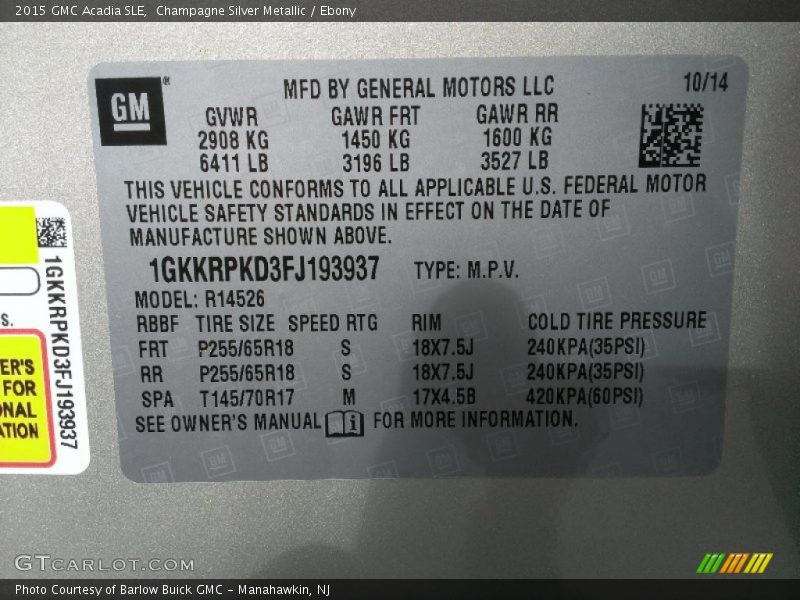 2015 GMC Acadia SLE,  Champagne Silver Metallic / Ebony
GM®
MFD BY GENERAL MOTORS LLC
10/14
GVWR GAWR FRT GAWR RR
2908 KG 1450 KG 1600 KG
6411 LB 3196 LB 3527 LB
THIS VEHICLE CONFORMS TO ALL APPLICABLE U.S. FEDERAL MOTOR
VEHICLE SAFETY STANDARDS IN EFFECT ON THE DATE OF
MANUFACTURE SHOWN ABOVE.
1GKKRPKD3FJ193937 TYPE: M.P.V.
MODEL: R14526
RBBF TIRE SIZE SPEED RTG RIM COLD TIRE PRESSURE
FRT P255/65R18 S 18X7.5J 240KPA(35PSI)
RR P255/65R18 S 18X7.5J 240KPA(35PSI)
SPA T145/70R17 M 17X4.5B 420KPA(60PSI)
SEE OWNER'S MANUAL i FOR MORE INFORMATION.
1GKKRPKD3FJ193937
S.
ER'S
FOR
ONAL
ATION
GTCARLOT.COM
Photo Courtesy of Barlow Buick GMC – Manahawkin, NJ